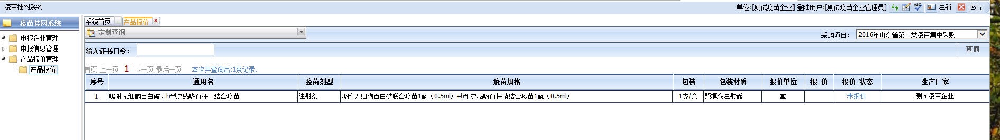 疫苗挂网系统
单位:[测试疫苗企业] 登陆用户:[测试疫苗企业管理员] 注销 退出
疫苗挂网系统
申报企业管理
申报信息管理
产品报价管理
产品报价
系统首页 产品报价
定制查询
采购项目： 2016年山东省第二类疫苗集中采购
输入证书口令： 查询
首页 上一页 1 下一页 最后一页 本次共查询出:1条记录.
序号 通用名 疫苗剂型 疫苗规格 包装 包装材质 报价单位 报 价 报价 状态 生产厂家
1 吸附无细胞百白破、b型流感嗜血杆菌结合疫苗 注射剂 吸附无细胞百白破联合疫苗1瓶（0.5ml）+b型流感嗜血杆菌结合疫苗1瓶（0.5ml） 1支/盒 预填充注射器 盒 未报价 测试疫苗企业